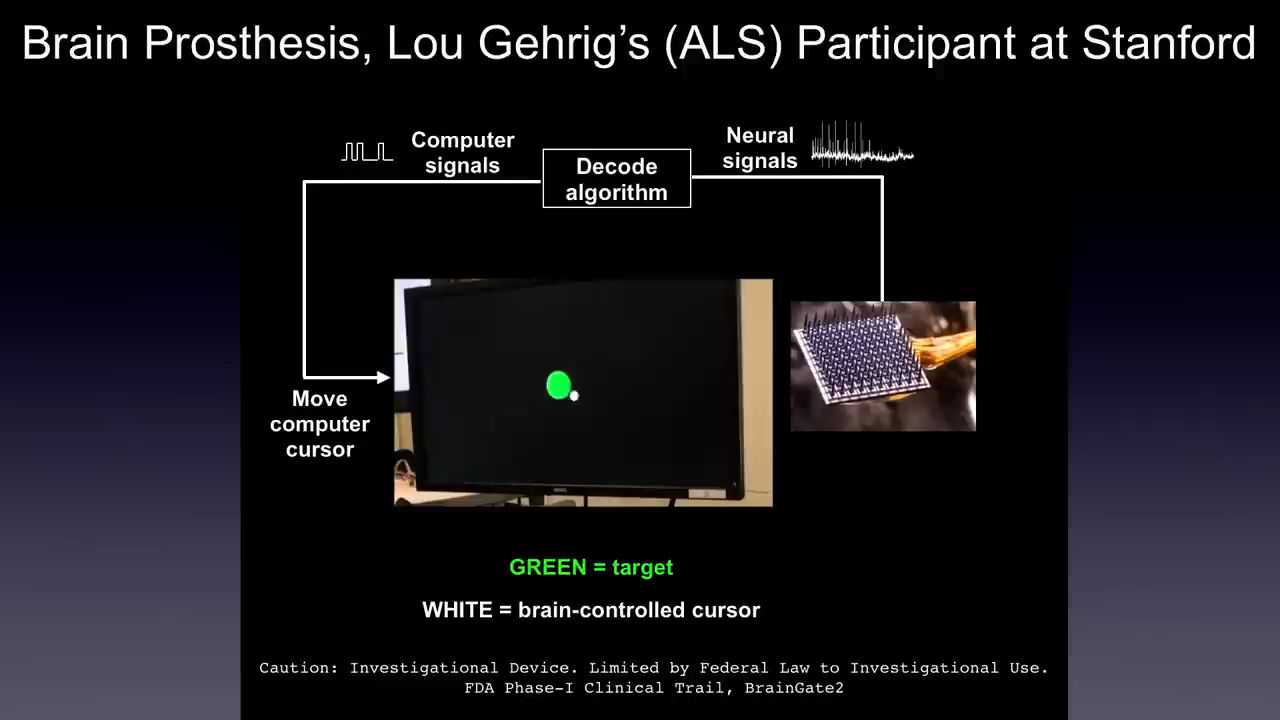 Brain Prosthesis, Lou Gehrig’s (ALS) Participant at Stanford
Computer
signals
Decode
algorithm
Neural
signals
Move
computer
cursor
GREEN = target
WHITE = brain-controlled cursor
Caution: Investigational Device. Limited by Federal Law to Investigational Use.
FDA Phase-I Clinical Trail, BrainGate2